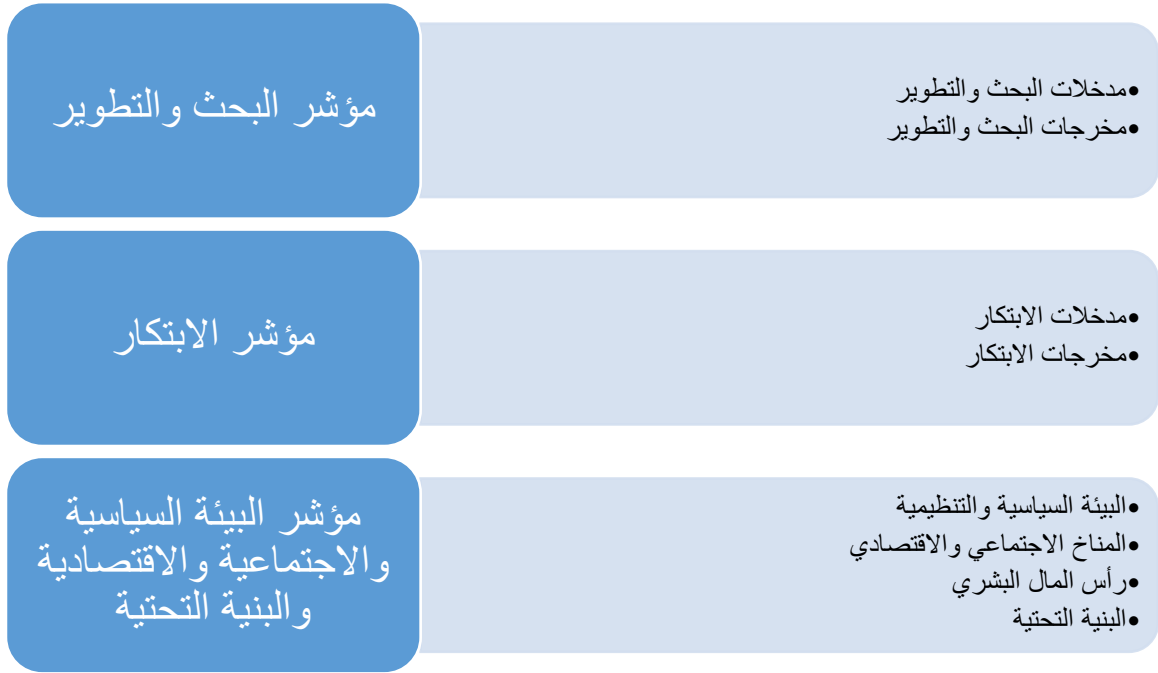 مؤشر البحث والتطوير
•مدخلات البحث والتطوير
•مخرجات البحث والتطوير
مؤشر الابتكار
•مدخلات الابتكار
•مخرجات الابتكار
مؤشر البيئة السياسية
والاجتماعية والاقتصادية
والبنية التحتية
•البيئة السياسية والتنظيمية
•المناخ الاجتماعي والاقتصادي
•رأس المال البشري
•البنية التحتية